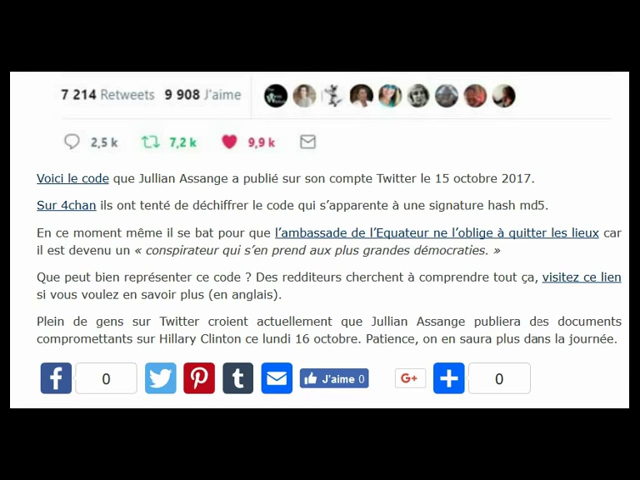 7 214 Retweets 9 908 J'aime
2,5 k 7,2 k 9,9 k
Voici le code que Jullian Assange a publié sur son compte Twitter le 15 octobre 2017.
Sur 4chan ils ont tenté de déchiffrer le code qui s'apparente à une signature hash md5.
En ce moment même il se bat pour que l'ambassade de l'Equateur ne l'oblige à quitter les lieux car
il est devenu un « conspirateur qui s'en prend aux plus grandes démocraties. »
Que peut bien représenter ce code ? Des redditeurs cherchent à comprendre tout ça, visitez ce lien
si vous voulez en savoir plus (en anglais).
Plein de gens sur Twitter croient actuellement que Jullian Assange publiera des documents
compromettants sur Hillary Clinton ce lundi 16 octobre. Patience, on en saura plus dans la journée.
0 J'aime 0 G+ 0